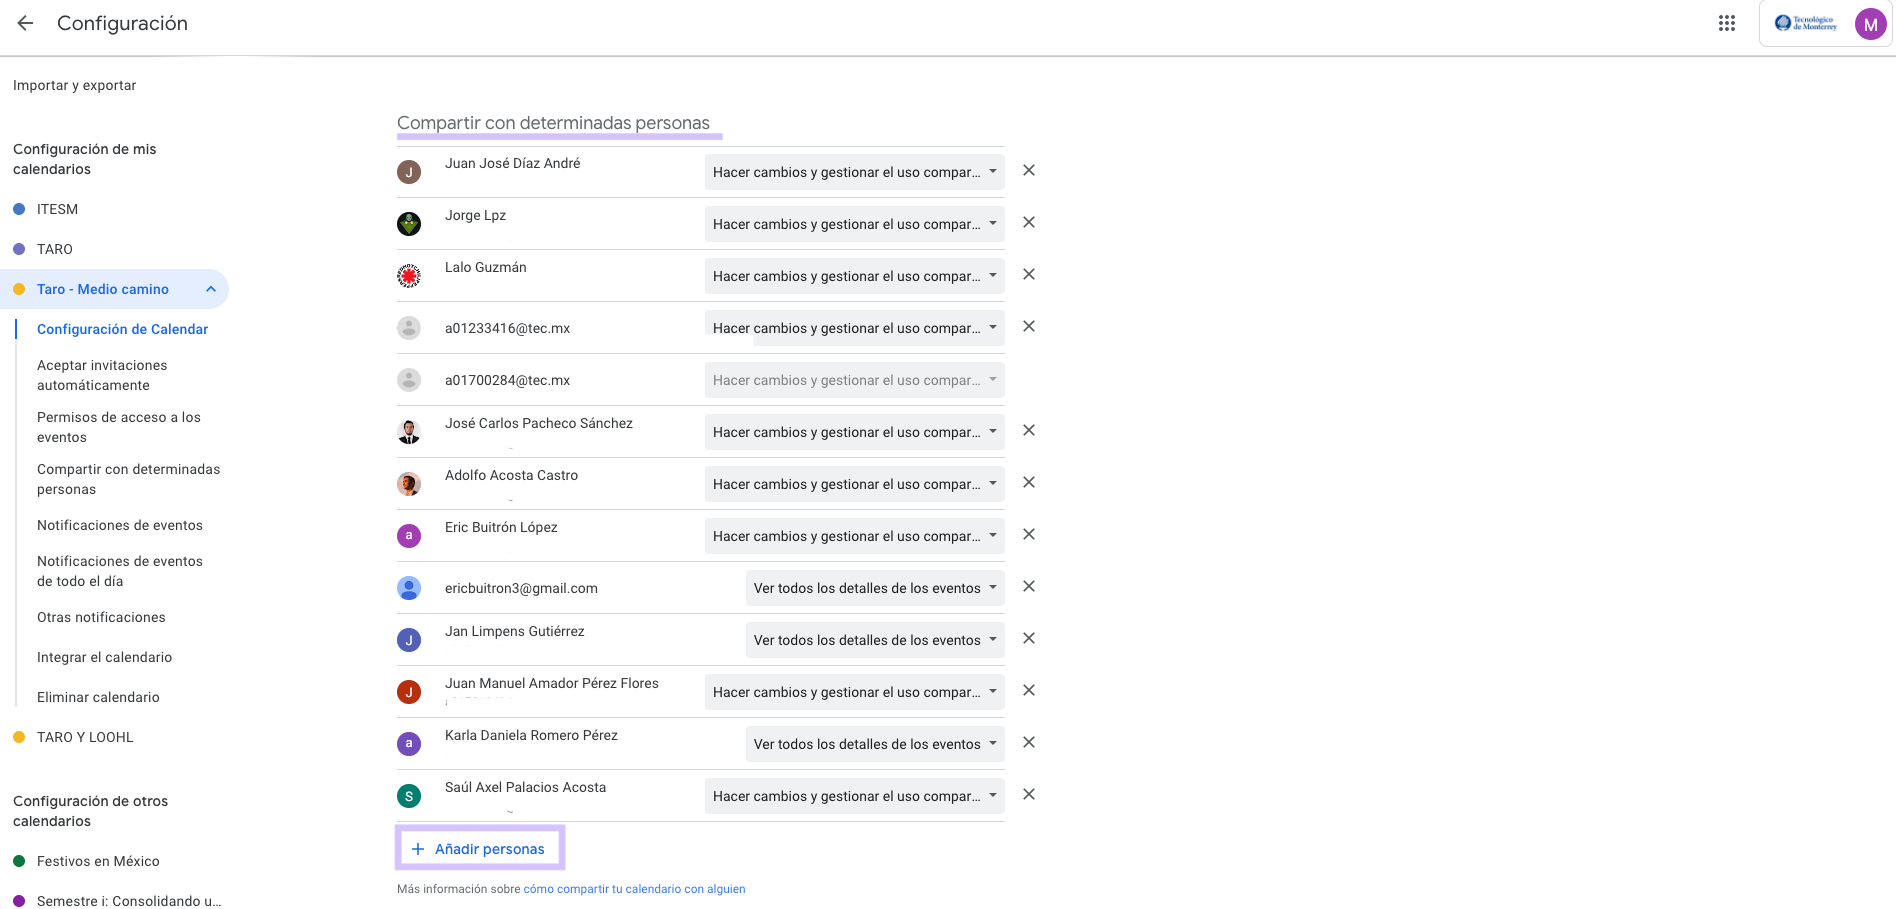 Configuración
Tecnológico
de Monterrey
M
Importar y exportar
Configuración de mis
calendarios
ITESM
TARO
Taro - Medio camino
Configuración de Calendar
Aceptar invitaciones
automáticamente
Permisos de acceso a los
eventos
Compartir con determinadas
personas
Notificaciones de eventos
Notificaciones de eventos
de todo el día
Otras notificaciones
Integrar el calendario
Eliminar calendario
TARO Y LOOHL
Configuración de otros
calendarios
Festivos en México
Semestre i: Consolidando u...
Compartir con determinadas personas
J Juan José Díaz André Hacer cambios y gestionar el uso compar...
Jorge Lpz Hacer cambios y gestionar el uso compar...
Lalo Guzmán Hacer cambios y gestionar el uso compar...
a01233416@tec.mx Hacer cambios y gestionar el uso compar...
a01700284@tec.mx Hacer cambios y gestionar el uso compar...
José Carlos Pacheco Sánchez Hacer cambios y gestionar el uso compar...
Adolfo Acosta Castro Hacer cambios y gestionar el uso compar...
a Eric Buitrón López Hacer cambios y gestionar el uso compar...
ericbuitron3@gmail.com Ver todos los detalles de los eventos
J Jan Limpens Gutiérrez Ver todos los detalles de los eventos
J Juan Manuel Amador Pérez Flores Hacer cambios y gestionar el uso compar...
a Karla Daniela Romero Pérez Ver todos los detalles de los eventos
S Saúl Axel Palacios Acosta Hacer cambios y gestionar el uso compar...
+ Añadir personas
Más información sobre cómo compartir tu calendario con alguien